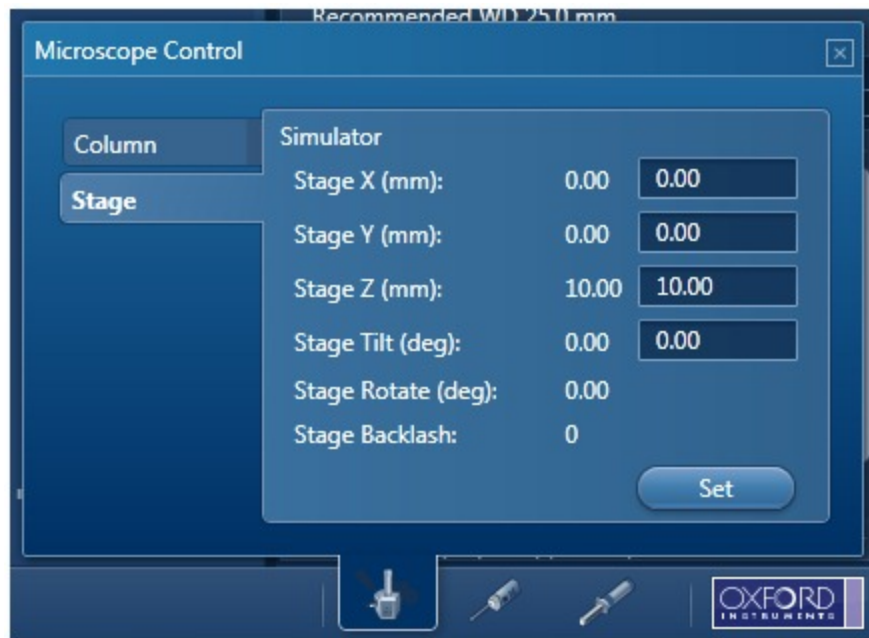 Recommended WD 25.0 mm
Microscope Control
Column
Stage
Simulator
Stage X (mm): 0.00 0.00
Stage Y (mm): 0.00 0.00
Stage Z (mm): 10.00 10.00
Stage Tilt (deg): 0.00 0.00
Stage Rotate (deg): 0.00
Stage Backlash: 0
Set
OXFORD
INSTRUMENTS